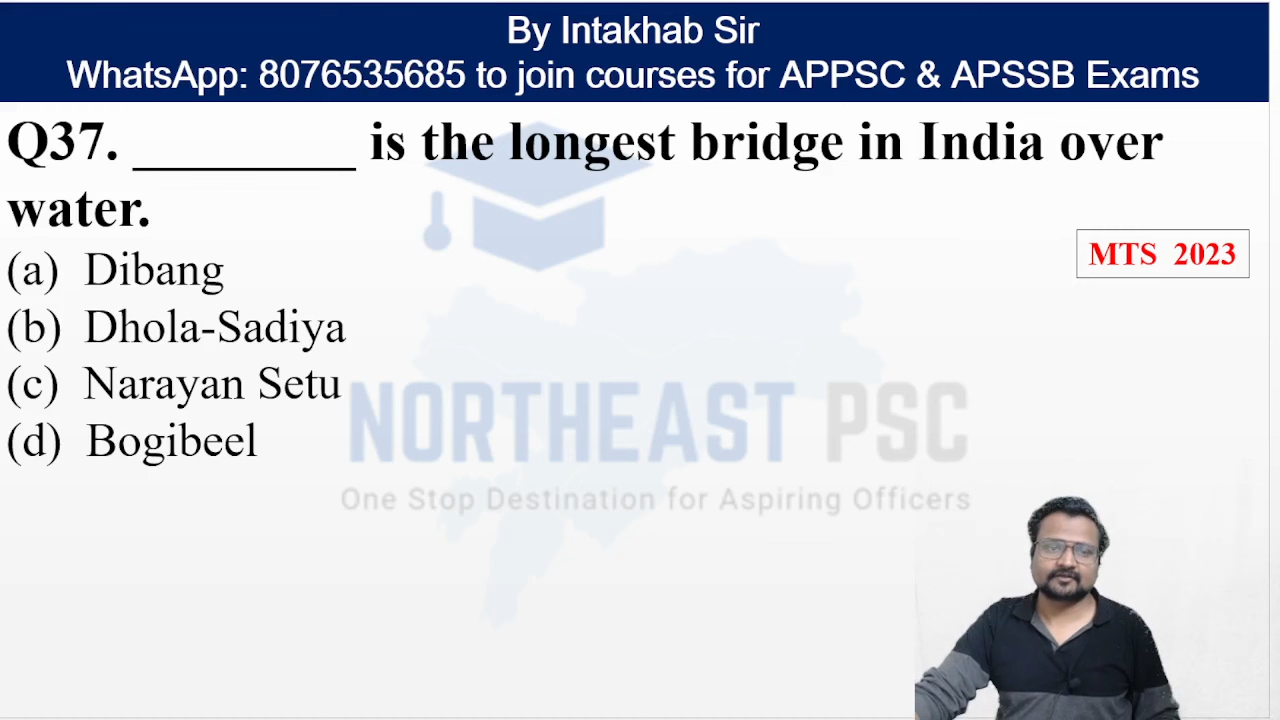 By Intakhab Sir
WhatsApp: 8076535685 to join courses for APPSC & APSSB Exams
Q37. ________ is the longest bridge in India over
water.
MTS 2023
(a) Dibang
(b) Dhola-Sadiya
(c) Narayan Setu
(d) Bogibeel
NORTHEAST PSC
One Stop Destination for Aspiring Officers